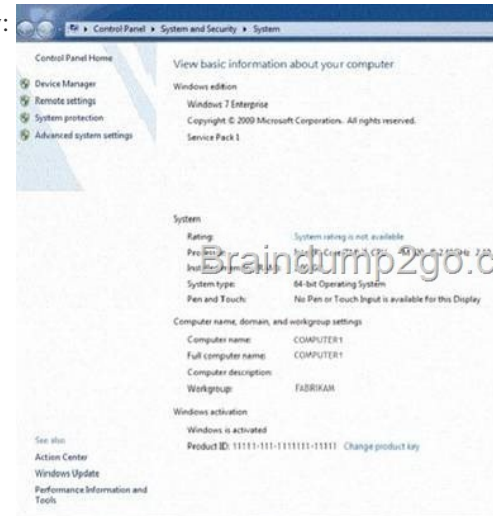 :
Control Panel ▸ System and Security ▸ System
Control Panel Home
Device Manager
Remote settings
System protection
Advanced system settings
View basic information about your computer
Windows edition
Windows 7 Enterprise
Copyright © 2009 Microsoft Corporation. All rights reserved.
Service Pack 1
System
Rating: System rating is not available
System type: 64-bit Operating System
Pen and Touch: No Pen or Touch Input is available for this Display
Braindump2go.c
Computer name, domain, and workgroup settings
Computer name: COMPUTER1
Full computer name: COMPUTER1
Computer description:
Workgroup: FABRIKAM
Windows activation
Windows is activated
Product ID: 11111-111-1111111-11111 Change product key
See also
Action Center
Windows Update
Performance Information and
Tools